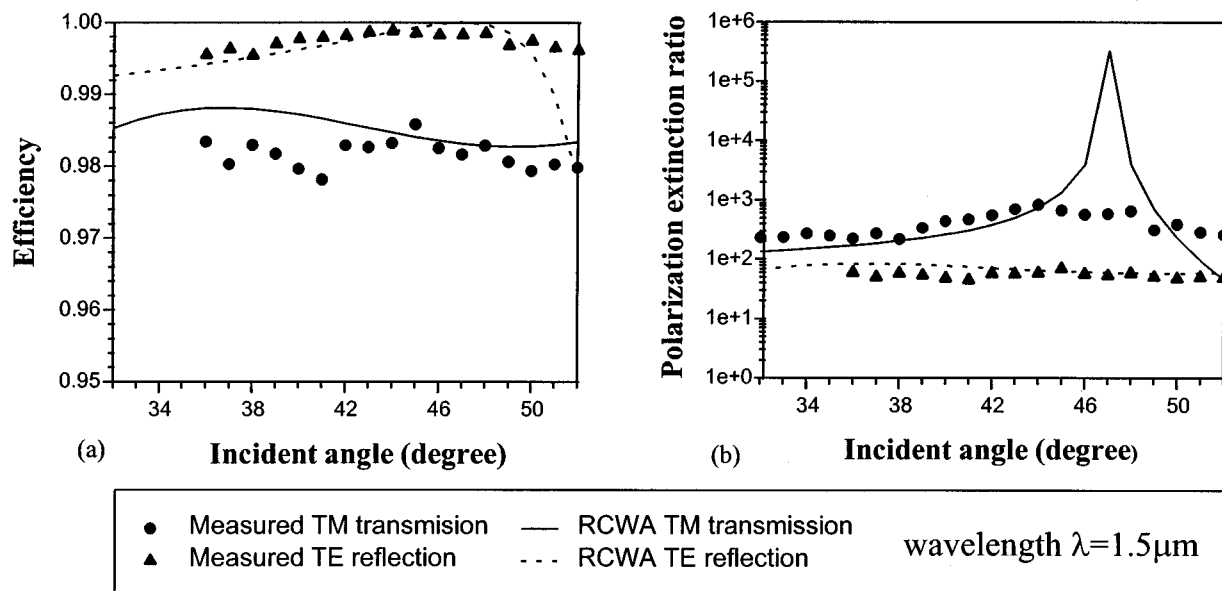 1.00
0.99
0.98
0.97
0.96
0.95
Efficiency
34 38 42 46 50
(a)
Incident angle (degree)
1e+6
1e+5
1e+4
1e+3
1e+2
1e+1
1e+0
Polarization extinction ratio
34 38 42 46 50
(b)
Incident angle (degree)
Measured TM transmision
RCWA TM transmission
Measured TE reflection
RCWA TE reflection
wavelength λ=1.5μm